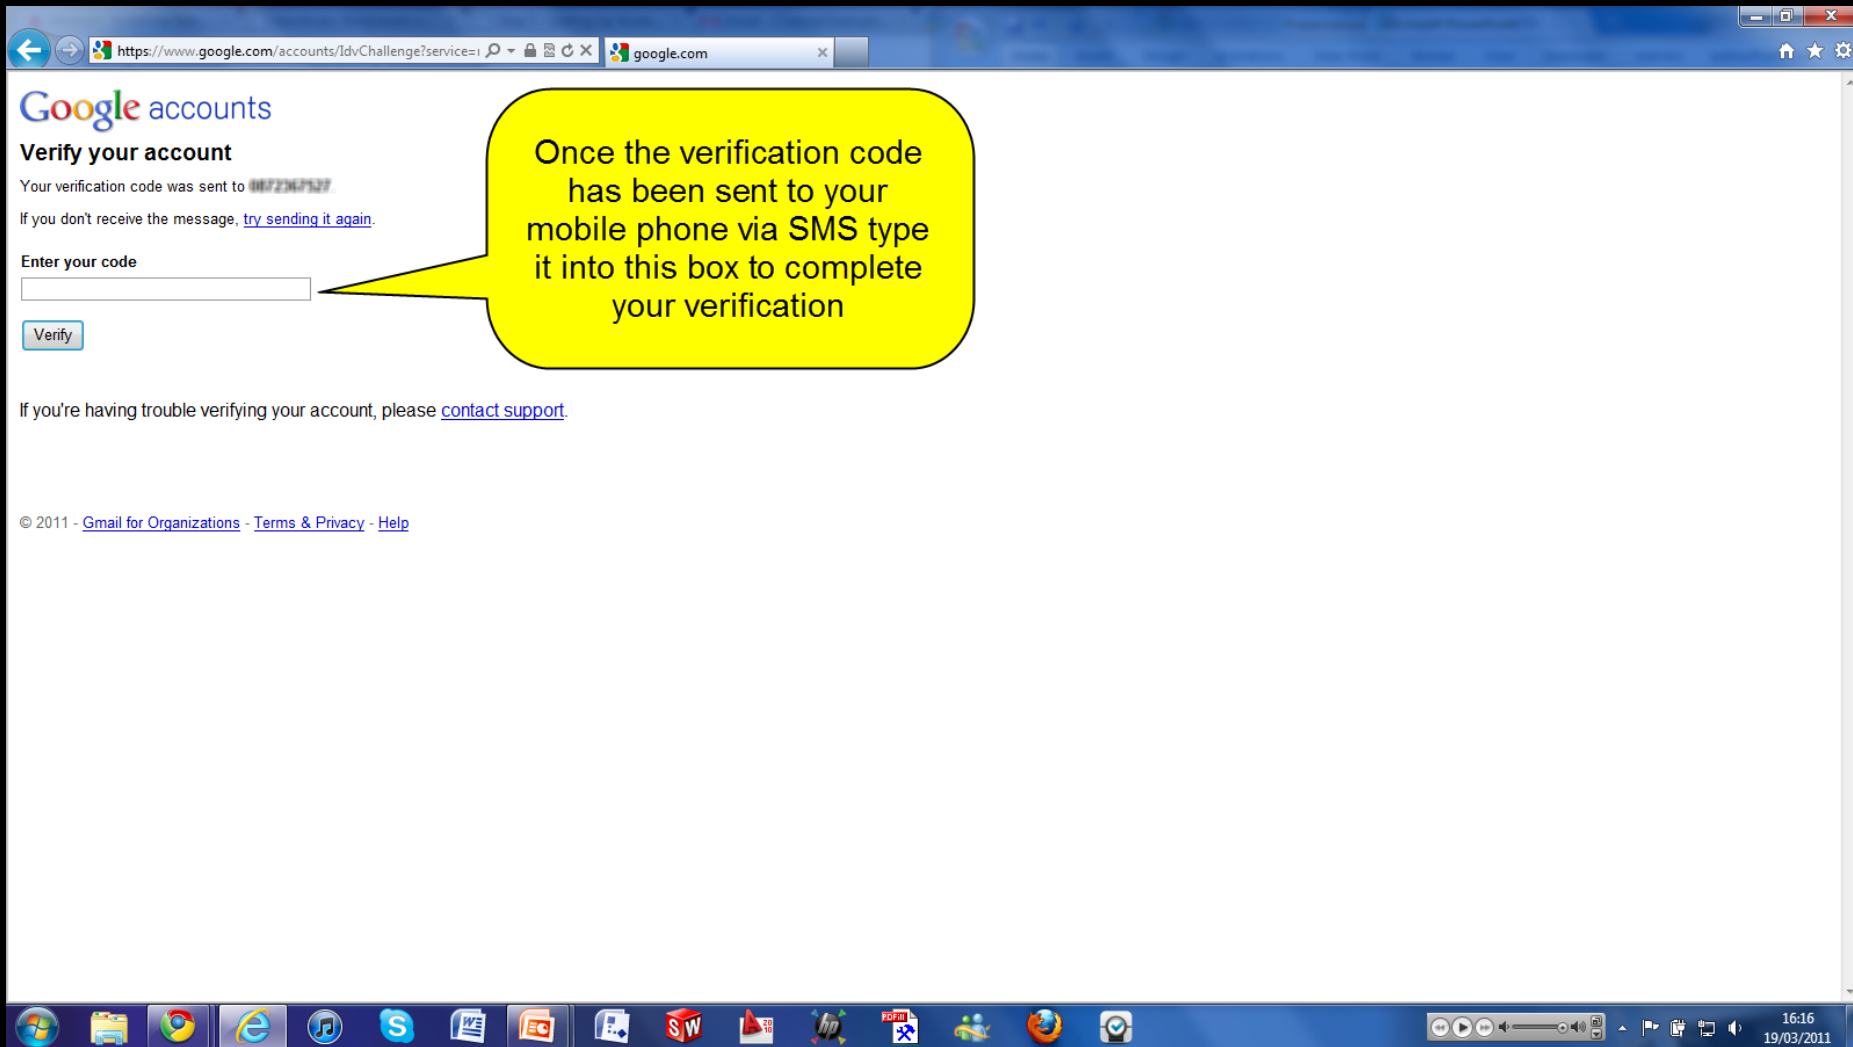 https://www.google.com/accounts/IdvChallenge?service=
google.com
Google accounts
Verify your account
Your verification code was sent to
If you don't receive the message, try sending it again.
Enter your code
Verify
Once the verification code
has been sent to your
mobile phone via SMS type
it into this box to complete
your verification
If you're having trouble verifying your account, please contact support.
© 2011 - Gmail for Organizations - Terms & Privacy - Help
16:16
19/03/2011